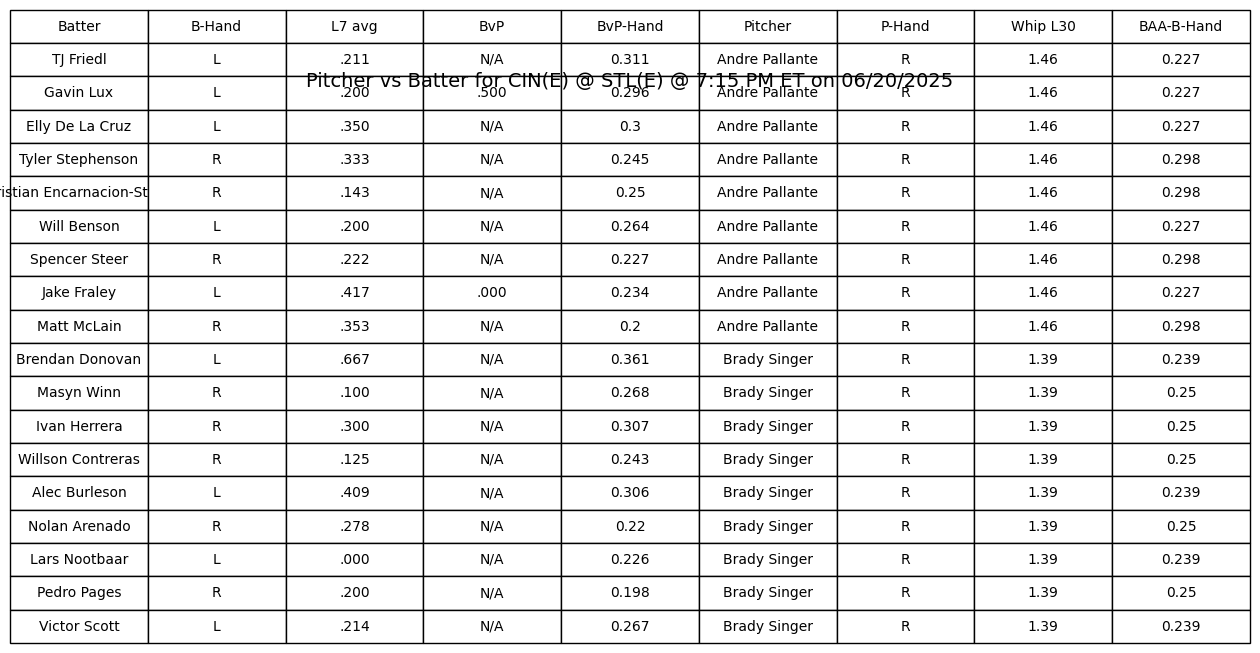 Batter B-Hand L7 avg BvP BvP-Hand Pitcher P-Hand Whip L30 BAA-B-Hand
TJ Friedl L .211 N/A 0.311 Andre Pallante R 1.46 0.227
Pitcher vs Batter for CIN(E) @ STL(E) @ 7:15 PM ET on 06/20/2025
Gavin Lux L .200 .500 0.296 Andre Pallante R 1.46 0.227
Elly De La Cruz L .350 N/A 0.3 Andre Pallante R 1.46 0.227
Tyler Stephenson R .333 N/A 0.245 Andre Pallante R 1.46 0.298
istian Encarnacion-St R .143 N/A 0.25 Andre Pallante R 1.46 0.298
Will Benson L .200 N/A 0.264 Andre Pallante R 1.46 0.227
Spencer Steer R .222 N/A 0.227 Andre Pallante R 1.46 0.298
Jake Fraley L .417 .000 0.234 Andre Pallante R 1.46 0.227
Matt McLain R .353 N/A 0.2 Andre Pallante R 1.46 0.298
Brendan Donovan L .667 N/A 0.361 Brady Singer R 1.39 0.239
Masyn Winn R .100 N/A 0.268 Brady Singer R 1.39 0.25
Ivan Herrera R .300 N/A 0.307 Brady Singer R 1.39 0.25
Willson Contreras R .125 N/A 0.243 Brady Singer R 1.39 0.25
Alec Burleson L .409 N/A 0.306 Brady Singer R 1.39 0.239
Nolan Arenado R .278 N/A 0.22 Brady Singer R 1.39 0.25
Lars Nootbaar L .000 N/A 0.226 Brady Singer R 1.39 0.239
Pedro Pages R .200 N/A 0.198 Brady Singer R 1.39 0.25
Victor Scott L .214 N/A 0.267 Brady Singer R 1.39 0.239